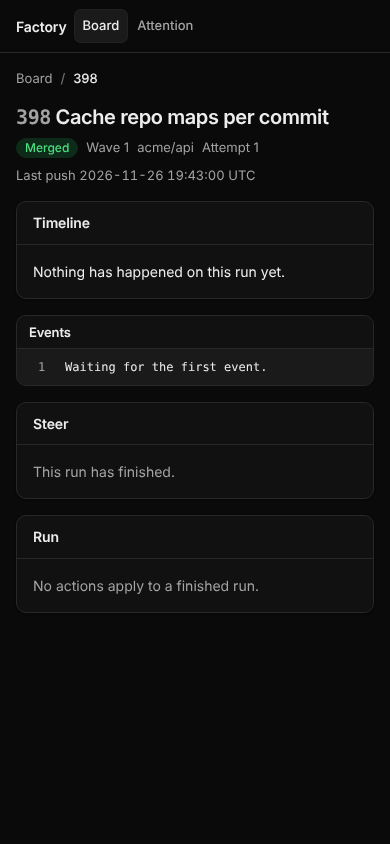 Factory Board Attention
Board / 398
398 Cache repo maps per commit
Merged Wave 1 acme/api Attempt 1
Last push 2026-11-26 19:43:00 UTC
Timeline
Nothing has happened on this run yet.
Events
1 Waiting for the first event.
Steer
This run has finished.
Run
No actions apply to a finished run.